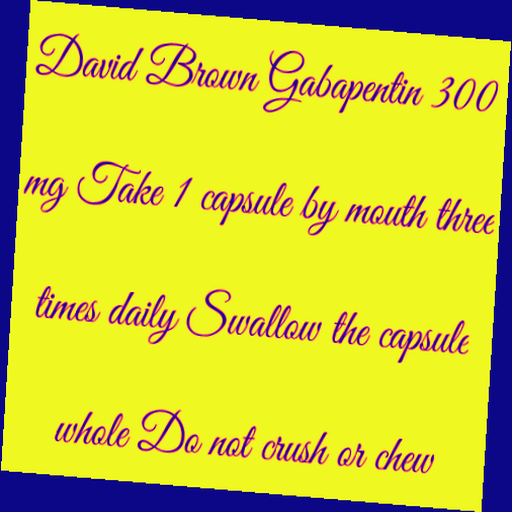 David Brown Gabapentin 300
mg Take 1 capsule by mouth three
times daily Swallow the capsule
whole Do not crush or chew